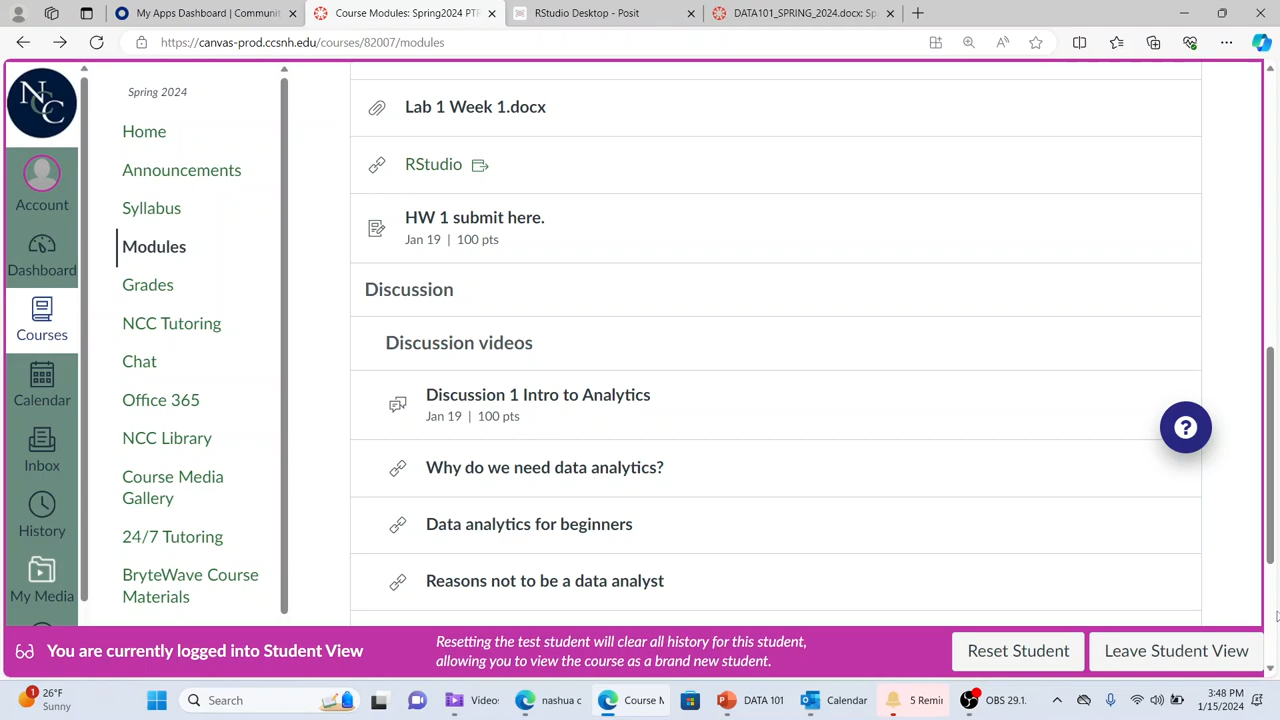 My Apps Dashboard | Communit
Course Modules: Spring2024 PTR
RStudio Desktop - Posit
DATA101_SPRING_2024.docx: Sp
https://canvas-prod.ccsnh.edu/courses/82007/modules
NCC
Account
Dashboard
Courses
Calendar
Inbox
History
My Media
Spring 2024
Home
Announcements
Syllabus
Modules
Grades
NCC Tutoring
Chat
Office 365
NCC Library
Course Media
Gallery
24/7 Tutoring
BryteWave Course
Materials
Lab 1 Week 1.docx
RStudio
HW 1 submit here.
Jan 19 | 100 pts
Discussion
Discussion videos
Discussion 1 Intro to Analytics
Jan 19 | 100 pts
Why do we need data analytics?
Data analytics for beginners
Reasons not to be a data analyst
?
You are currently logged into Student View
Resetting the test student will clear all history for this student,
allowing you to view the course as a brand new student.
Reset Student
Leave Student View
1
26°F
Sunny
Search
Video
nashua c
Course M
DATA 101
Calendar
5 Remi
OBS 29.1
3:48 PM
1/15/2024